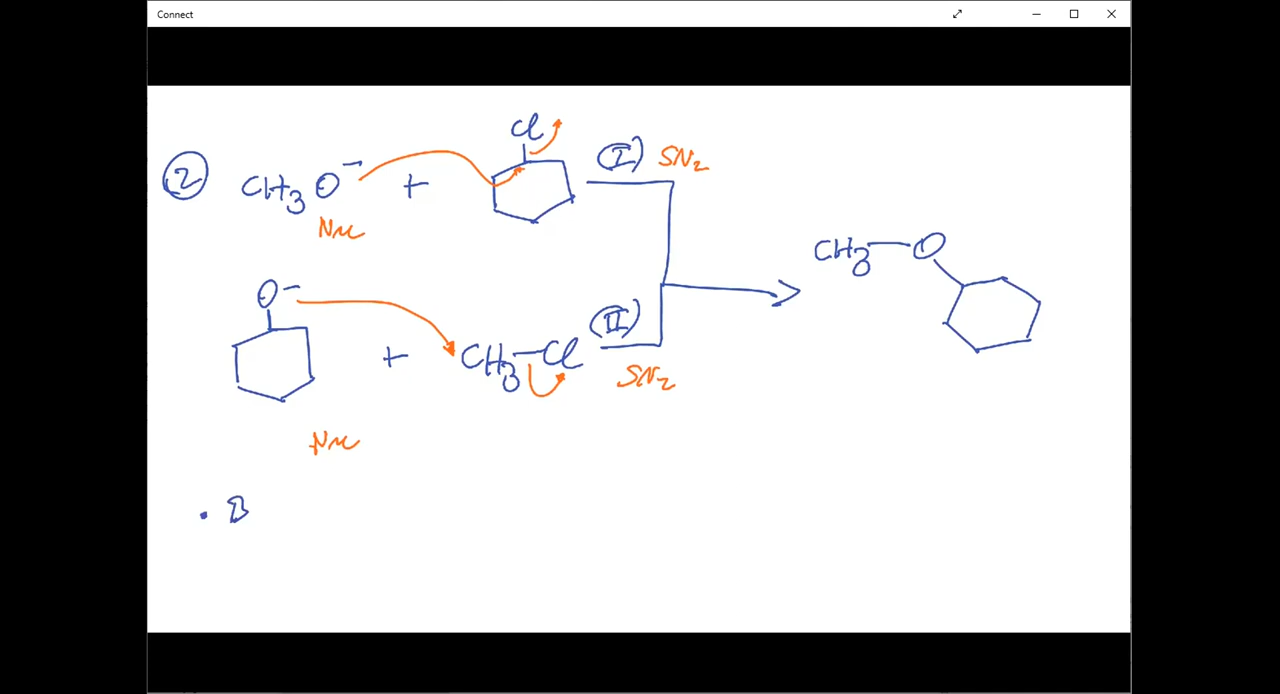 Connect
② CH3O⁻ + Cl (I) SN2
Nu
CH3—O
O⁻ + CH3—Cl (II)
SN2
Nu
. B